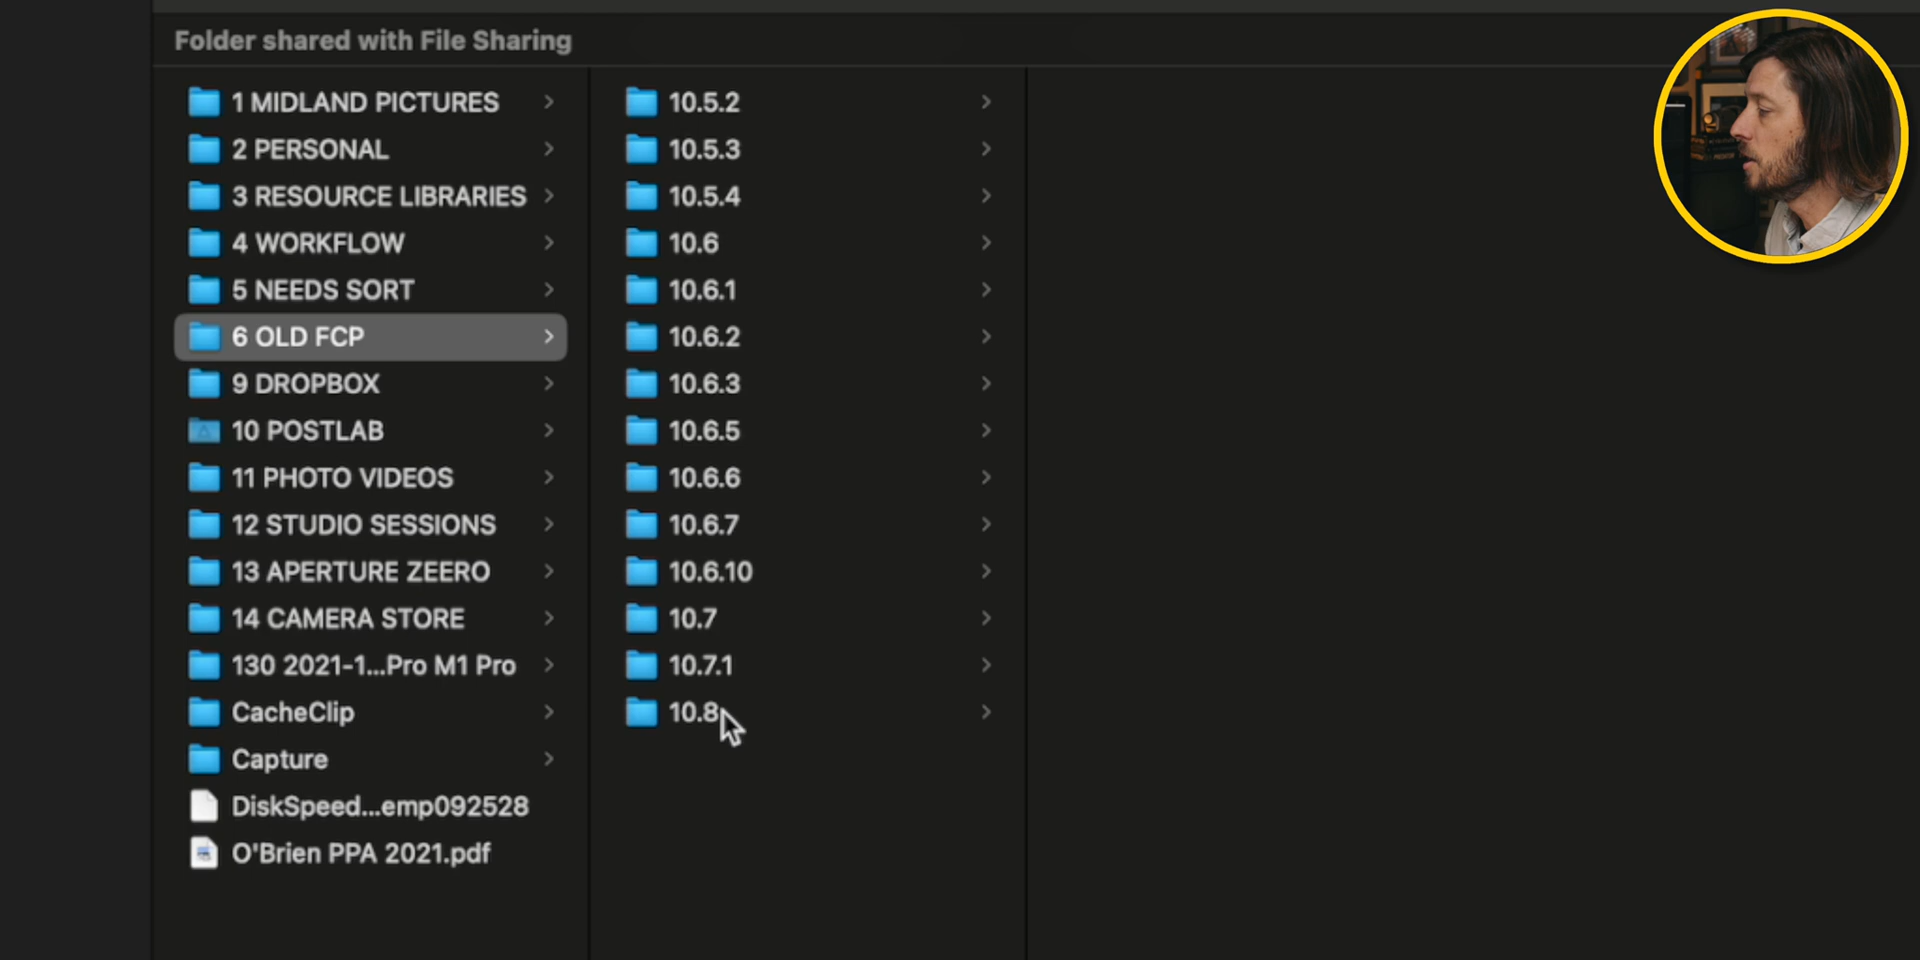 Folder shared with File Sharing
1 MIDLAND PICTURES
2 PERSONAL
3 RESOURCE LIBRARIES
4 WORKFLOW
5 NEEDS SORT
6 OLD FCP
9 DROPBOX
10 POSTLAB
11 PHOTO VIDEOS
12 STUDIO SESSIONS
13 APERTURE ZEERO
14 CAMERA STORE
130 2021-1...Pro M1 Pro
CacheClip
Capture
DiskSpeed...emp092528
O'Brien PPA 2021.pdf
10.5.2
10.5.3
10.5.4
10.6
10.6.1
10.6.2
10.6.3
10.6.5
10.6.6
10.6.7
10.6.10
10.7
10.7.1
10.8